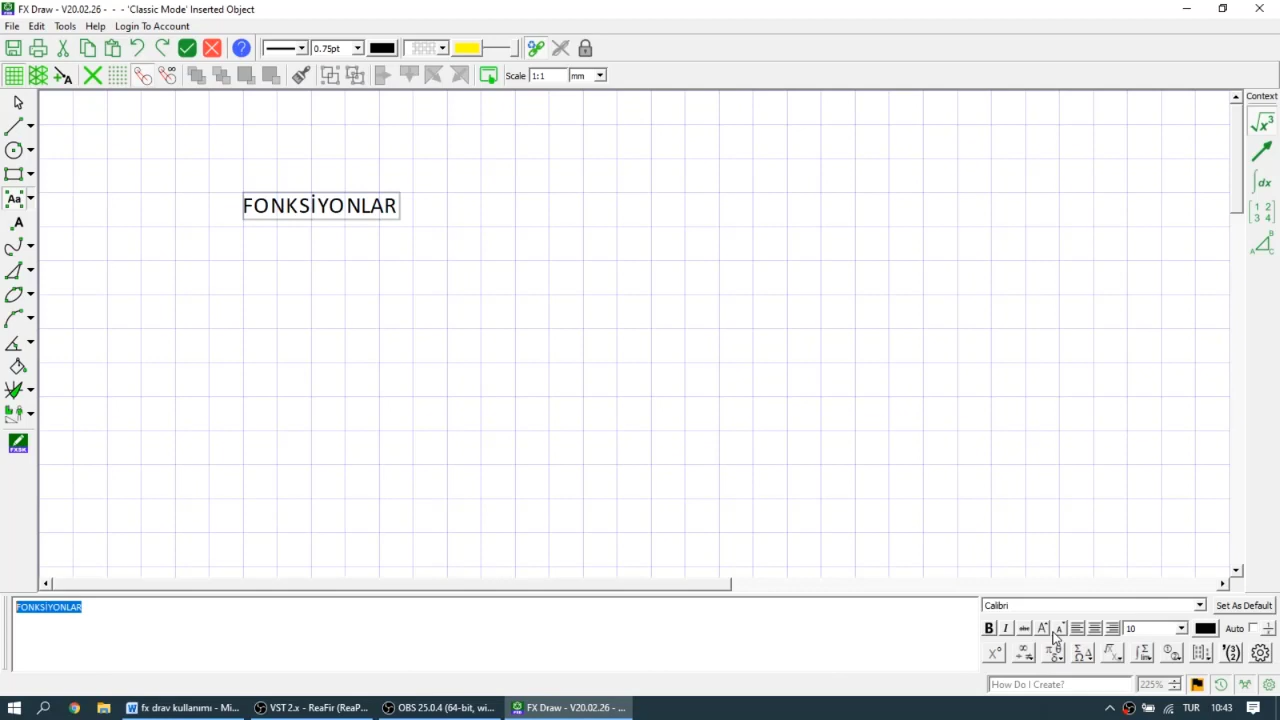 FX Draw - V20.02.26 - - - 'Classic Mode' Inserted Object
File Edit Tools Help Login To Account
0.75pt
Scale 1:1 mm
Context
FONKSİYONLAR
FONKSİYONLAR
Calibri Set As Default
B I abc A A 10 Auto
How Do I Create? 225%
fx drav kullanımı - Mi... VST 2.x - ReaFir (ReaP... OBS 25.0.4 (64-bit, wi... FX Draw - V20.02.26 - ... TUR 10:43